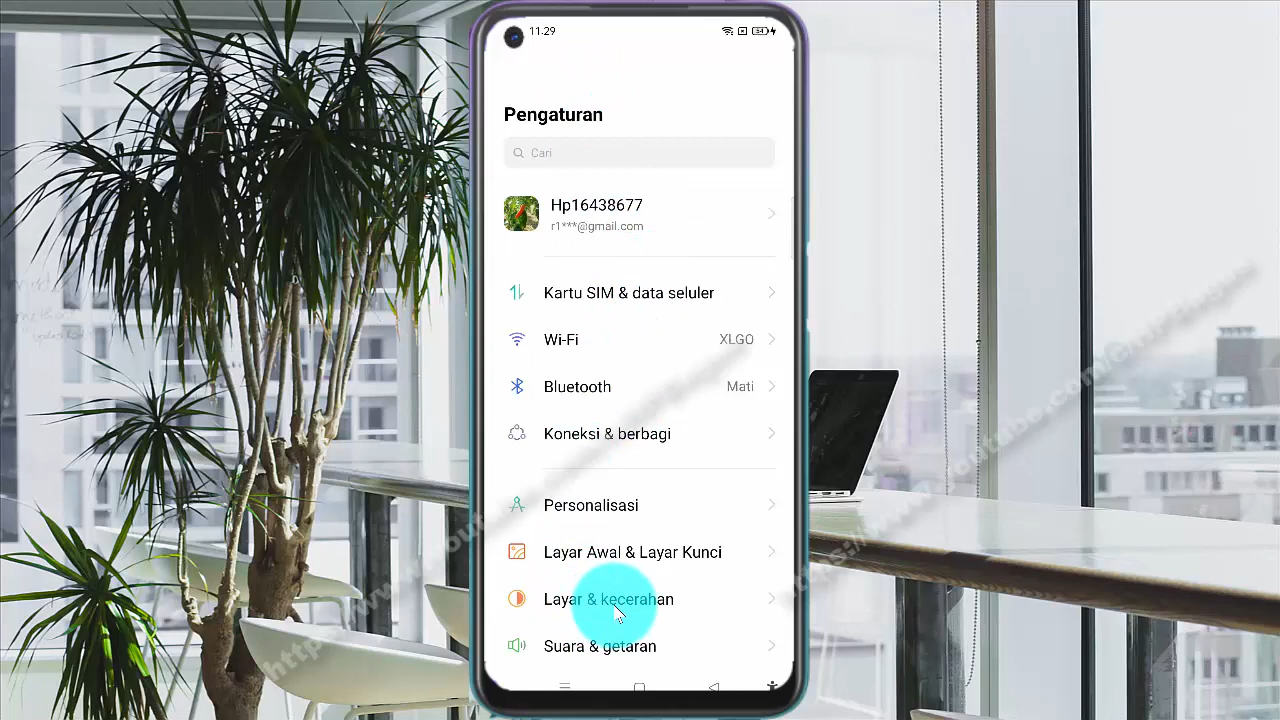 11.29
54
Pengaturan
Cari
Hp16438677
r1***@gmail.com
Kartu SIM & data seluler
Wi-Fi
XLGO
Bluetooth
Mati
Koneksi & berbagi
Personalisasi
Layar Awal & Layar Kunci
Layar & kecerahan
Suara & getaran